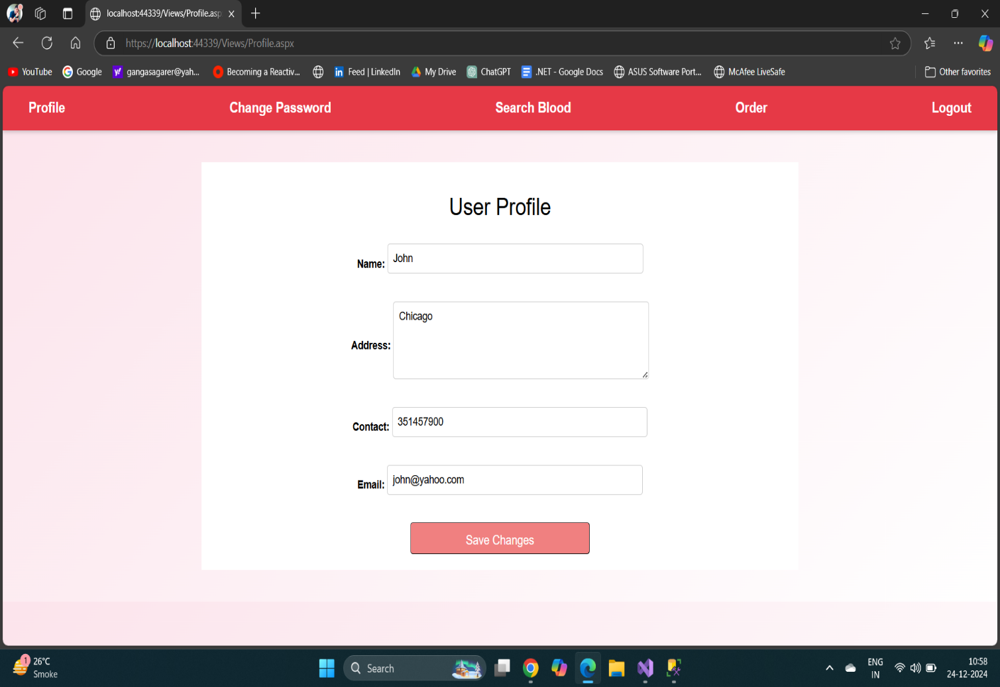 localhost:44339/Views/Profile.asp
https://localhost:44339/Views/Profile.aspx
YouTube Google gangasagarer@yah... Becoming a Reactiv... Feed | LinkedIn My Drive ChatGPT .NET - Google Docs ASUS Software Port... McAfee LiveSafe Other favorites
Profile Change Password Search Blood Order Logout
User Profile
Name: John
Address: Chicago
Contact: 351457900
Email: john@yahoo.com
Save Changes
1 26°C
Smoke
Search
ENG
IN
10:58
24-12-2024